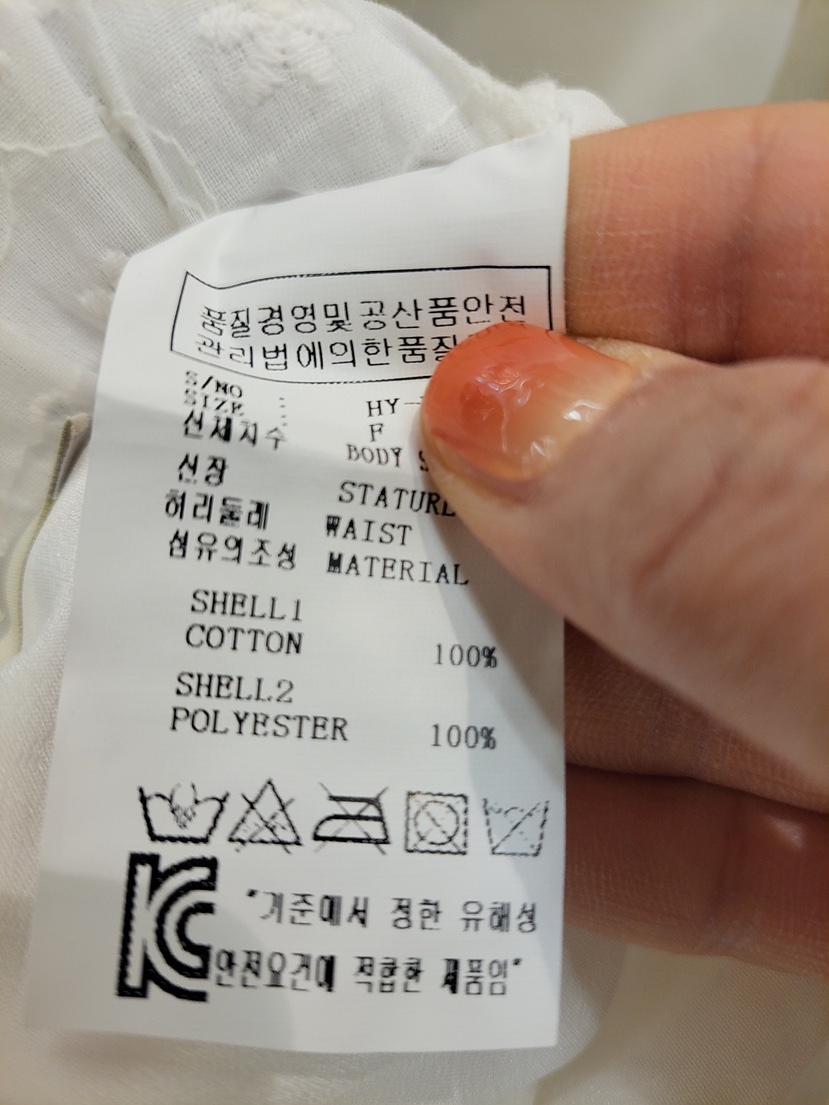 품질경영및 공산품안전
관리법에의한품질
S/NO :
SIZE : HY-
신체치수 F
BODY S
신장 STATURE
허리둘레 WAIST
섬유의조성 MATERIAL
SHELL1
COTTON 100%
SHELL2
POLYESTER 100%
KC "기준에서 정한 유해성
안전요건에 적합한 제품임"